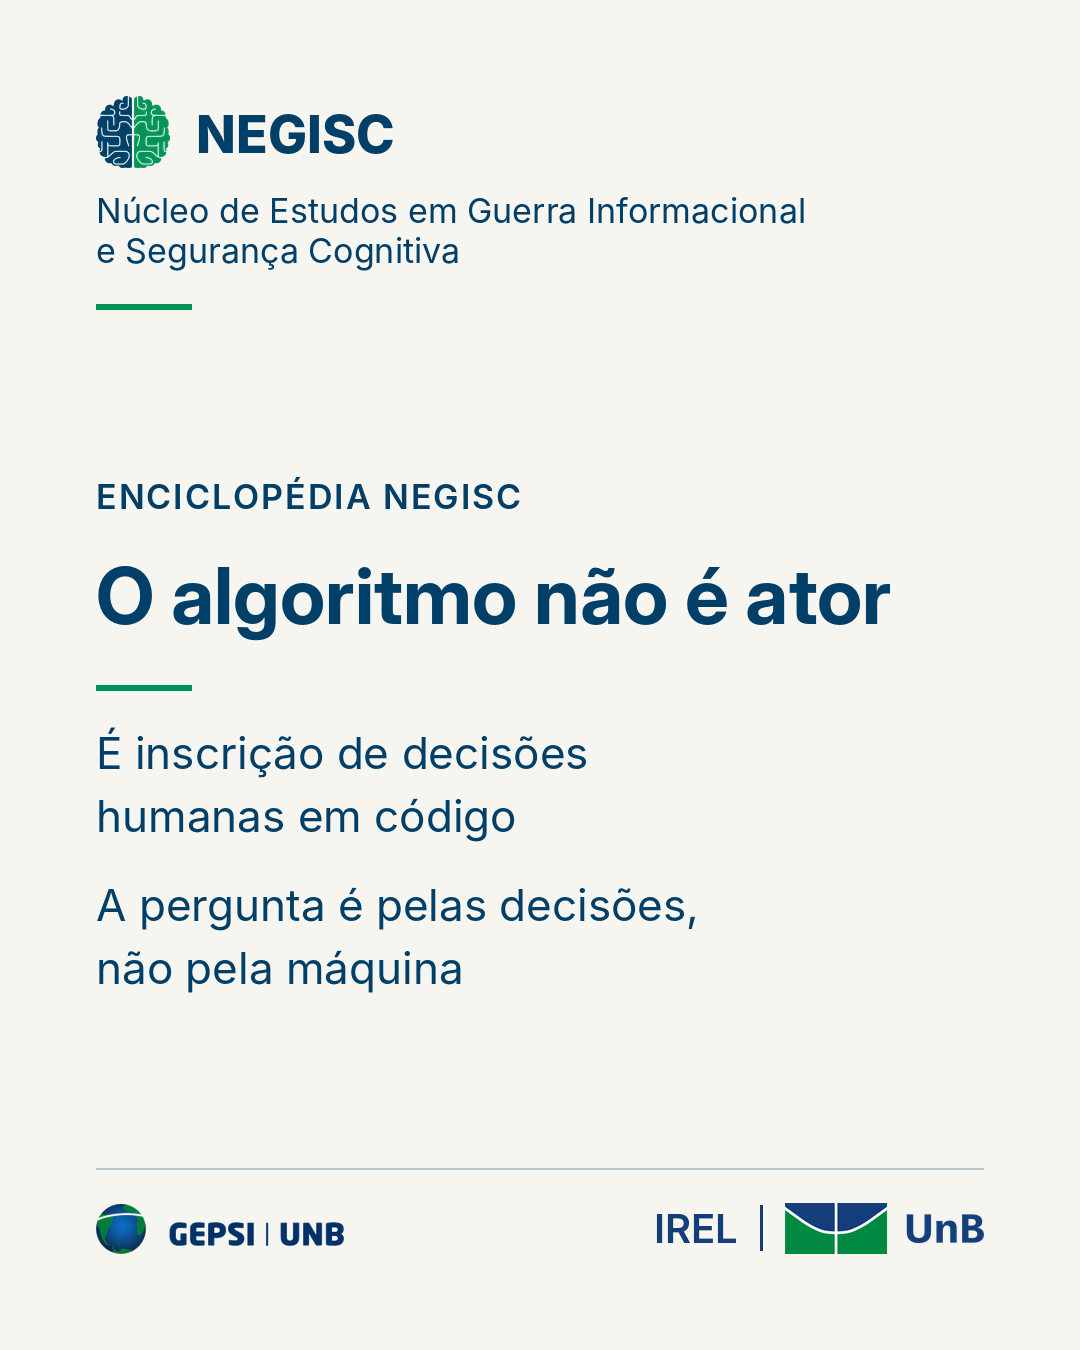 NEGISC
Núcleo de Estudos em Guerra Informacional
e Segurança Cognitiva
ENCICLOPÉDIA NEGISC
O algoritmo não é ator
É inscrição de decisões
humanas em código
A pergunta é pelas decisões,
não pela máquina
GEPSI | UNB
IREL | UnB